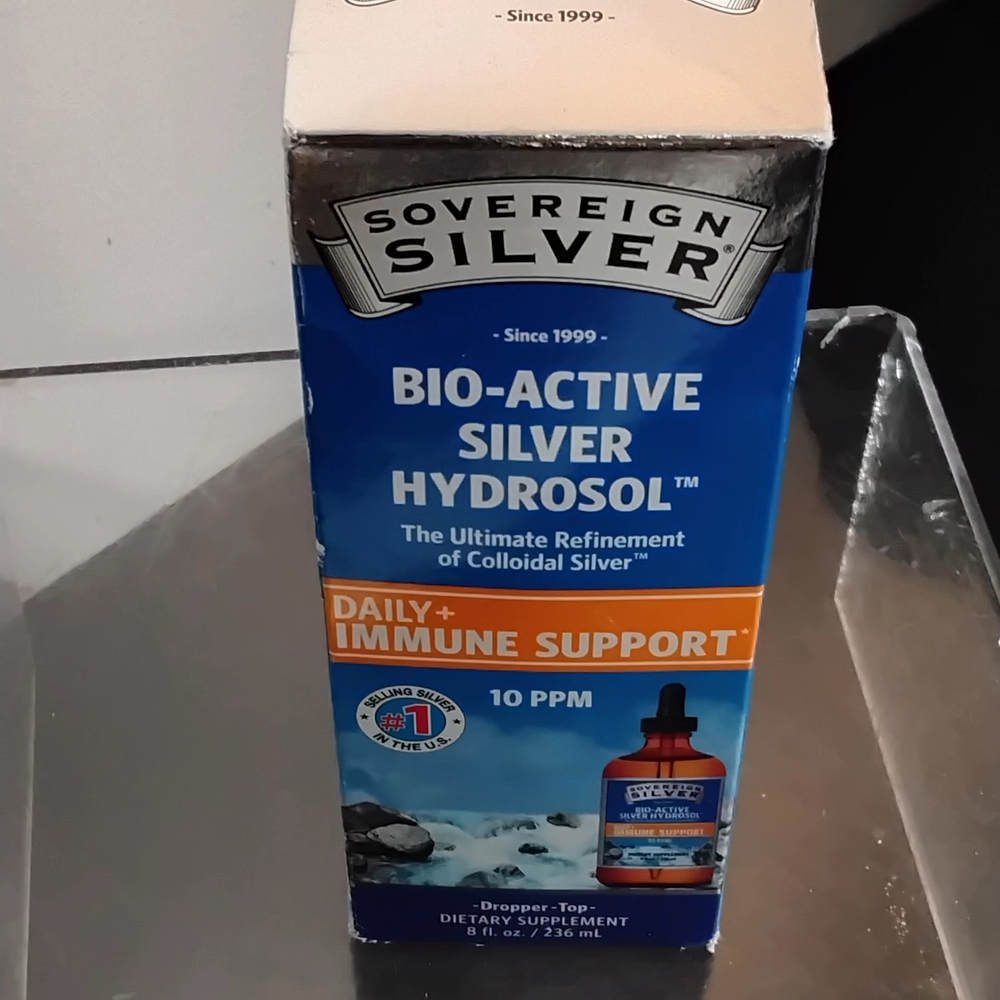 - Since 1999 -
SOVEREIGN
SILVER®
- Since 1999 -
BIO-ACTIVE
SILVER
HYDROSOL™
The Ultimate Refinement
of Colloidal Silver™
DAILY+
IMMUNE SUPPORT*
10 PPM
SELLING SILVER
#1
IN THE U.S.
SOVEREIGN
SILVER
BIO-ACTIVE
SILVER HYDROSOL
IMMUNE SUPPORT
10 PPM
-Dropper-Top-
DIETARY SUPPLEMENT
8 fl. oz. / 236 mL